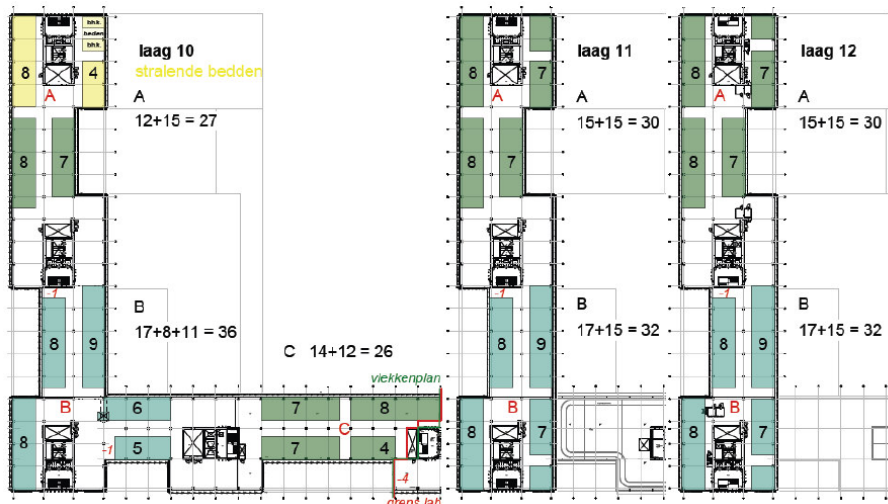 bhk.
beden
bhk.
8
4
laag 10
stralende bedden
A
A
12+15 = 27
8
7
-1
B
17+8+11 = 36
8
9
C 14+12 = 26
vlekkenplan
B
8
6
5
-1
7
8
7
C
4
-4
grens lab
laag 11
8
7
A
A
15+15 = 30
8
7
-1
B
17+15 = 32
8
9
B
8
7
laag 12
8
7
A
A
15+15 = 30
8
7
-1
B
17+15 = 32
8
9
B
8
7